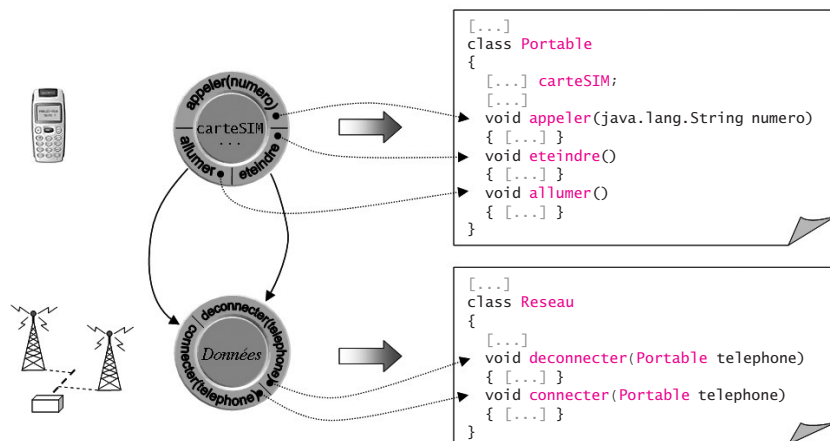 appeler(numero)
carteSIM
...
allumer
eteindre
[...]
class Portable
{
[...] carteSIM;
[...]
void appeler(java.lang.String numero)
{ [...] }
void eteindre()
{ [...] }
void allumer()
{ [...] }
}
deconnecter(telephone)
Données
connecter(telephone)
[...]
class Reseau
{
[...]
void deconnecter(Portable telephone)
{ [...] }
void connecter(Portable telephone)
{ [...] }
}